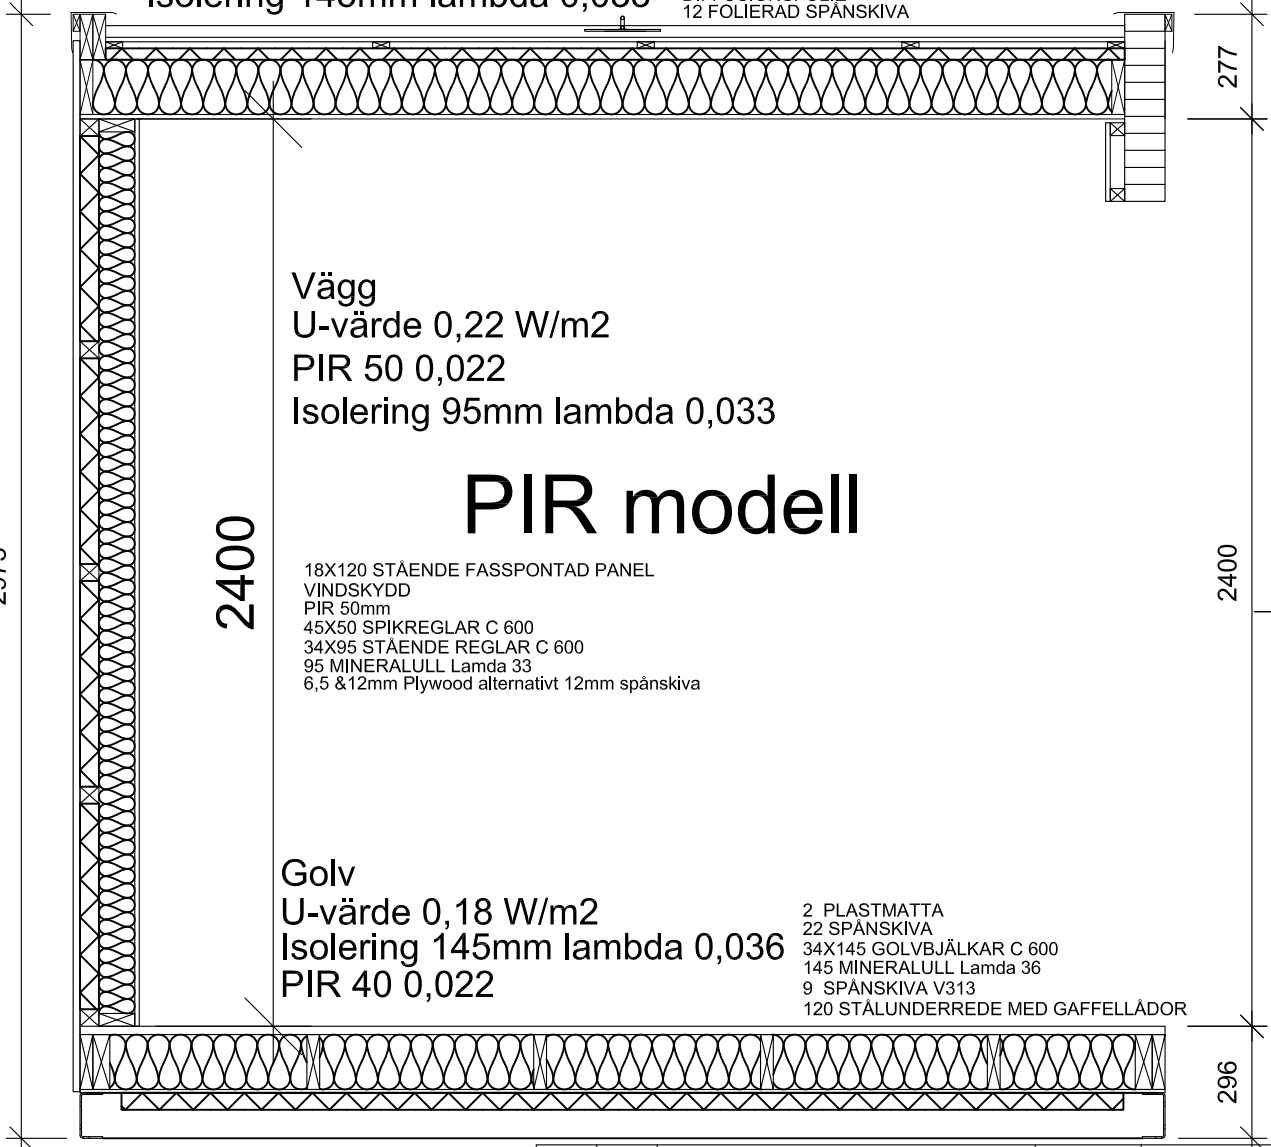 12 FOLIERAD SPÅNSKIVA
277
Vägg
U-värde 0,22 W/m2
PIR 50 0,022
Isolering 95mm lambda 0,033
PIR modell
2400
2400
18X120 STÅENDE FASSPONTAD PANEL
VINDSKYDD
PIR 50mm
45X50 SPIKREGLAR C 600
34X95 STÅENDE REGLAR C 600
95 MINERALULL Lamda 33
6,5 &12mm Plywood alternativt 12mm spånskiva
Golv
U-värde 0,18 W/m2
Isolering 145mm lambda 0,036
PIR 40 0,022
2 PLASTMATTA
22 SPÅNSKIVA
34X145 GOLVBJÄLKAR C 600
145 MINERALULL Lamda 36
9 SPÅNSKIVA V313
120 STÅLUNDERREDE MED GAFFELLÅDOR
296